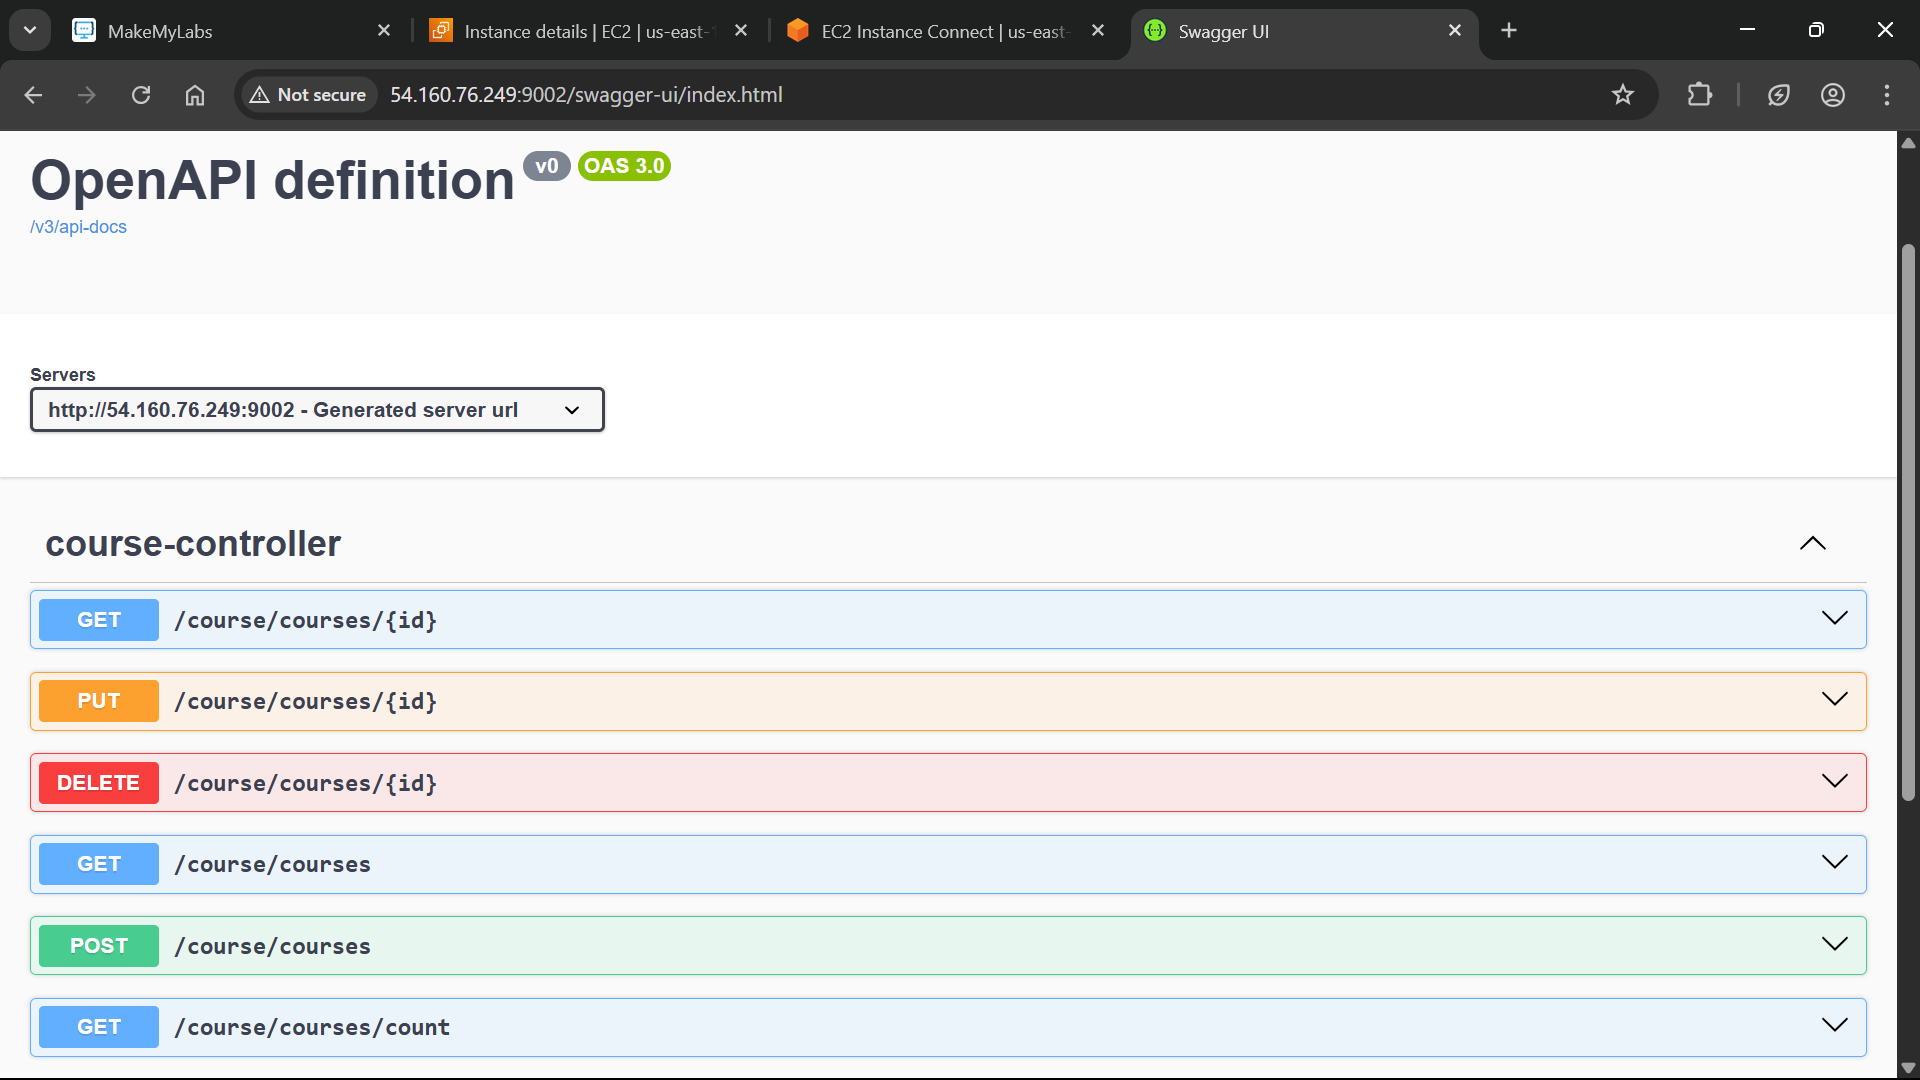 MakeMyLabs
Instance details | EC2 | us-east-1
EC2 Instance Connect | us-east-
Swagger UI
Not secure
54.160.76.249:9002/swagger-ui/index.html
OpenAPI definition v0 OAS 3.0
/v3/api-docs
Servers
http://54.160.76.249:9002 - Generated server url
course-controller
GET /course/courses/{id}
PUT /course/courses/{id}
DELETE /course/courses/{id}
GET /course/courses
POST /course/courses
GET /course/courses/count